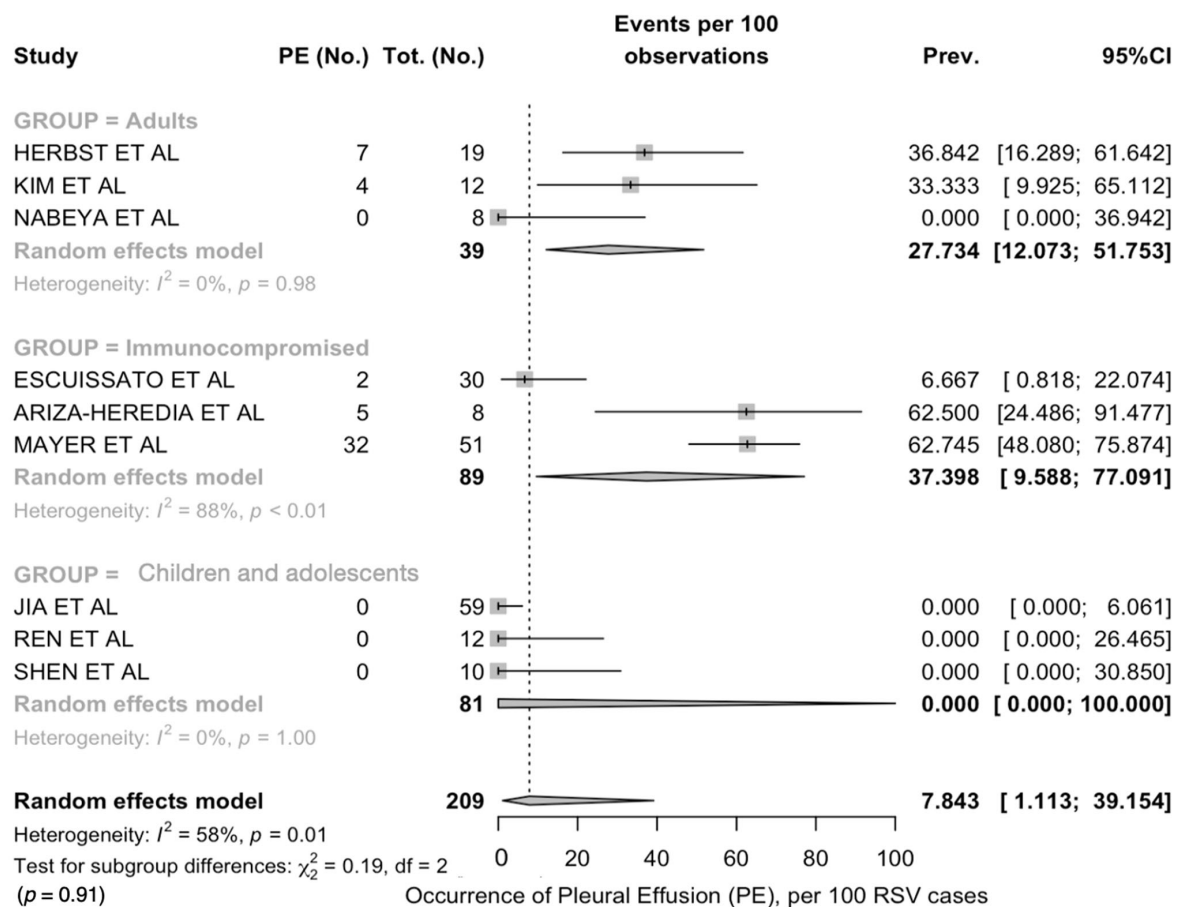 Events per 100
Study PE (No.) Tot. (No.) observations Prev. 95%CI
GROUP = Adults
HERBST ET AL 7 19 36.842 [16.289; 61.642]
KIM ET AL 4 12 33.333 [ 9.925; 65.112]
NABEYA ET AL 0 8 0.000 [ 0.000; 36.942]
Random effects model 39 27.734 [12.073; 51.753]
Heterogeneity: I² = 0%, p = 0.98
GROUP = Immunocompromised
ESCUISSATO ET AL 2 30 6.667 [ 0.818; 22.074]
ARIZA-HEREDIA ET AL 5 8 62.500 [24.486; 91.477]
MAYER ET AL 32 51 62.745 [48.080; 75.874]
Random effects model 89 37.398 [ 9.588; 77.091]
Heterogeneity: I² = 88%, p < 0.01
GROUP = Children and adolescents
JIA ET AL 0 59 0.000 [ 0.000; 6.061]
REN ET AL 0 12 0.000 [ 0.000; 26.465]
SHEN ET AL 0 10 0.000 [ 0.000; 30.850]
Random effects model 81 0.000 [ 0.000; 100.000]
Heterogeneity: I² = 0%, p = 1.00
Random effects model 209 7.843 [ 1.113; 39.154]
Heterogeneity: I² = 58%, p = 0.01
Test for subgroup differences: χ²₂ = 0.19, df = 2 0 20 40 60 80 100
(p = 0.91) Occurrence of Pleural Effusion (PE), per 100 RSV cases